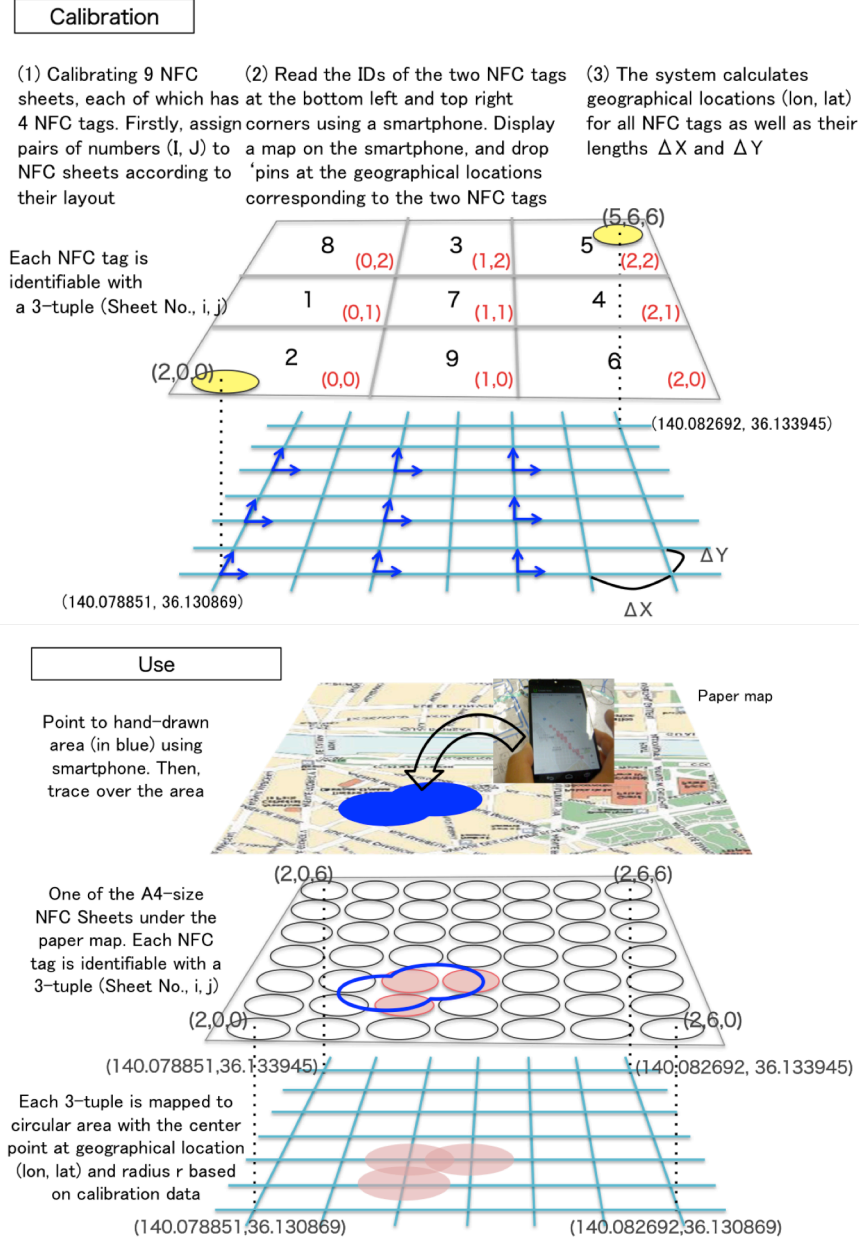 Calibration
(1) Calibrating 9 NFC
sheets, each of which has
4 NFC tags. Firstly, assign
pairs of numbers (I, J) to
NFC sheets according to
their layout
(2) Read the IDs of the two NFC tags
at the bottom left and top right
corners using a smartphone. Display
a map on the smartphone, and drop
‘pins at the geographical locations
corresponding to the two NFC tags
(3) The system calculates
geographical locations (lon, lat)
for all NFC tags as well as their
lengths ΔX and ΔY
Each NFC tag is
identifiable with
a 3-tuple (Sheet No., i, j)
(5,6,6)
8 (0,2) 3 (1,2) 5 (2,2)
1 (0,1) 7 (1,1) 4 (2,1)
(2,0,0)
2 (0,0) 9 (1,0) 6 (2,0)
(140.082692, 36.133945)
ΔY
(140.078851, 36.130869)
ΔX
Use
Paper map
Point to hand-drawn
area (in blue) using
smartphone. Then,
trace over the area
(2,0,6) (2,6,6)
One of the A4-size
NFC Sheets under the
paper map. Each NFC
tag is identifiable with a
3-tuple (Sheet No., i, j)
(2,0,0) (2,6,0)
(140.078851,36.133945) (140.082692, 36.133945)
Each 3-tuple is mapped to
circular area with the center
point at geographical location
(lon, lat) and radius r based
on calibration data
(140.078851,36.130869) (140.082692,36.130869)